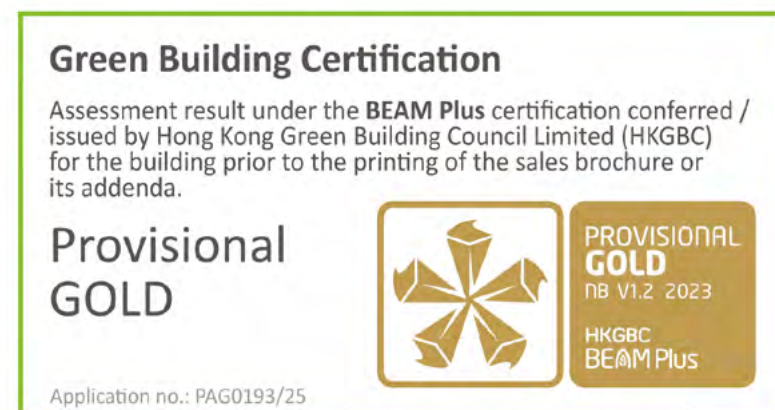 Green Building Certification
Assessment result under the BEAM Plus certification conferred /
issued by Hong Kong Green Building Council Limited (HKGBC)
for the building prior to the printing of the sales brochure or
its addenda.
Provisional
GOLD
PROVISIONAL
GOLD
NB V1.2 2023
HKGBC
BEAM Plus
Application no.: PAG0193/25